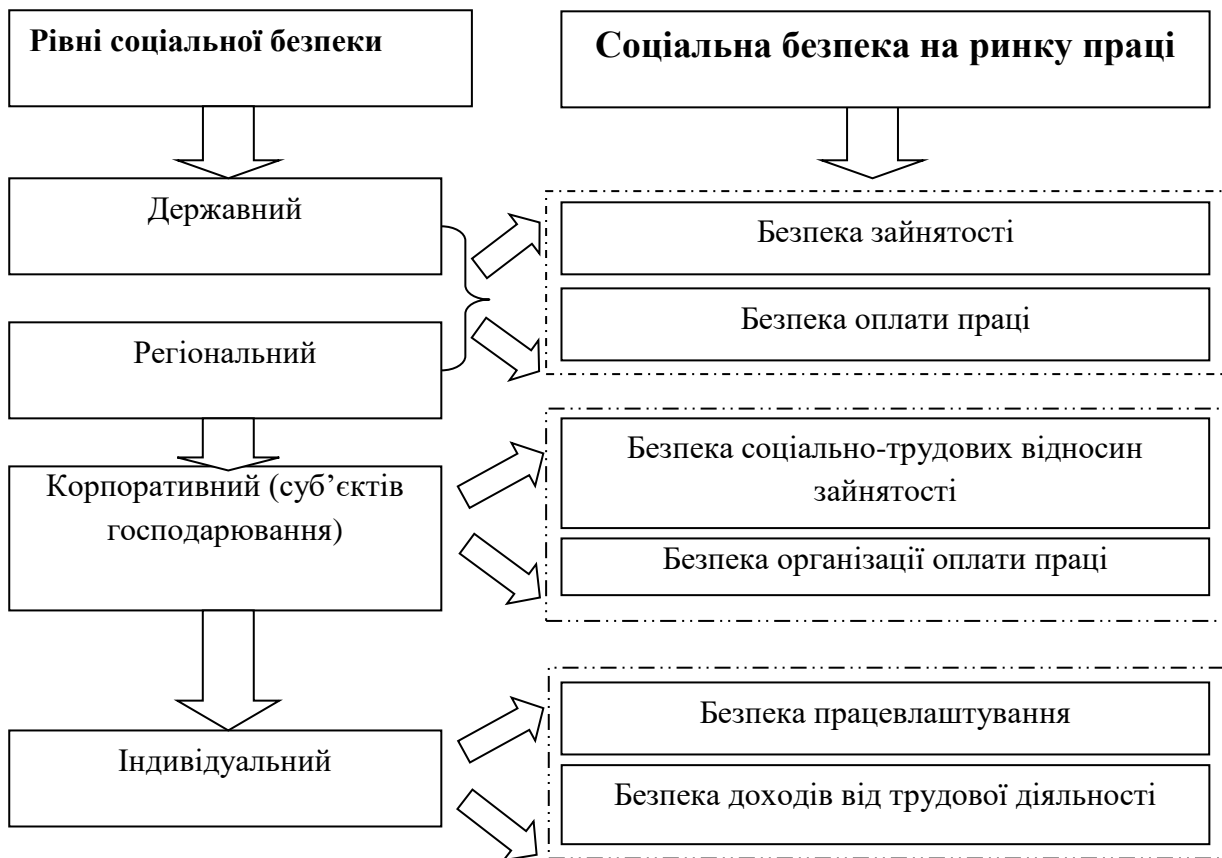 Рівні соціальної безпеки
Соціальна безпека на ринку праці
Державний
Безпека зайнятості
Безпека оплати праці
Регіональний
Корпоративний (суб’єктів
господарювання)
Безпека соціально-трудових відносин
зайнятості
Безпека організації оплати праці
Індивідуальний
Безпека працевлаштування
Безпека доходів від трудової діяльності